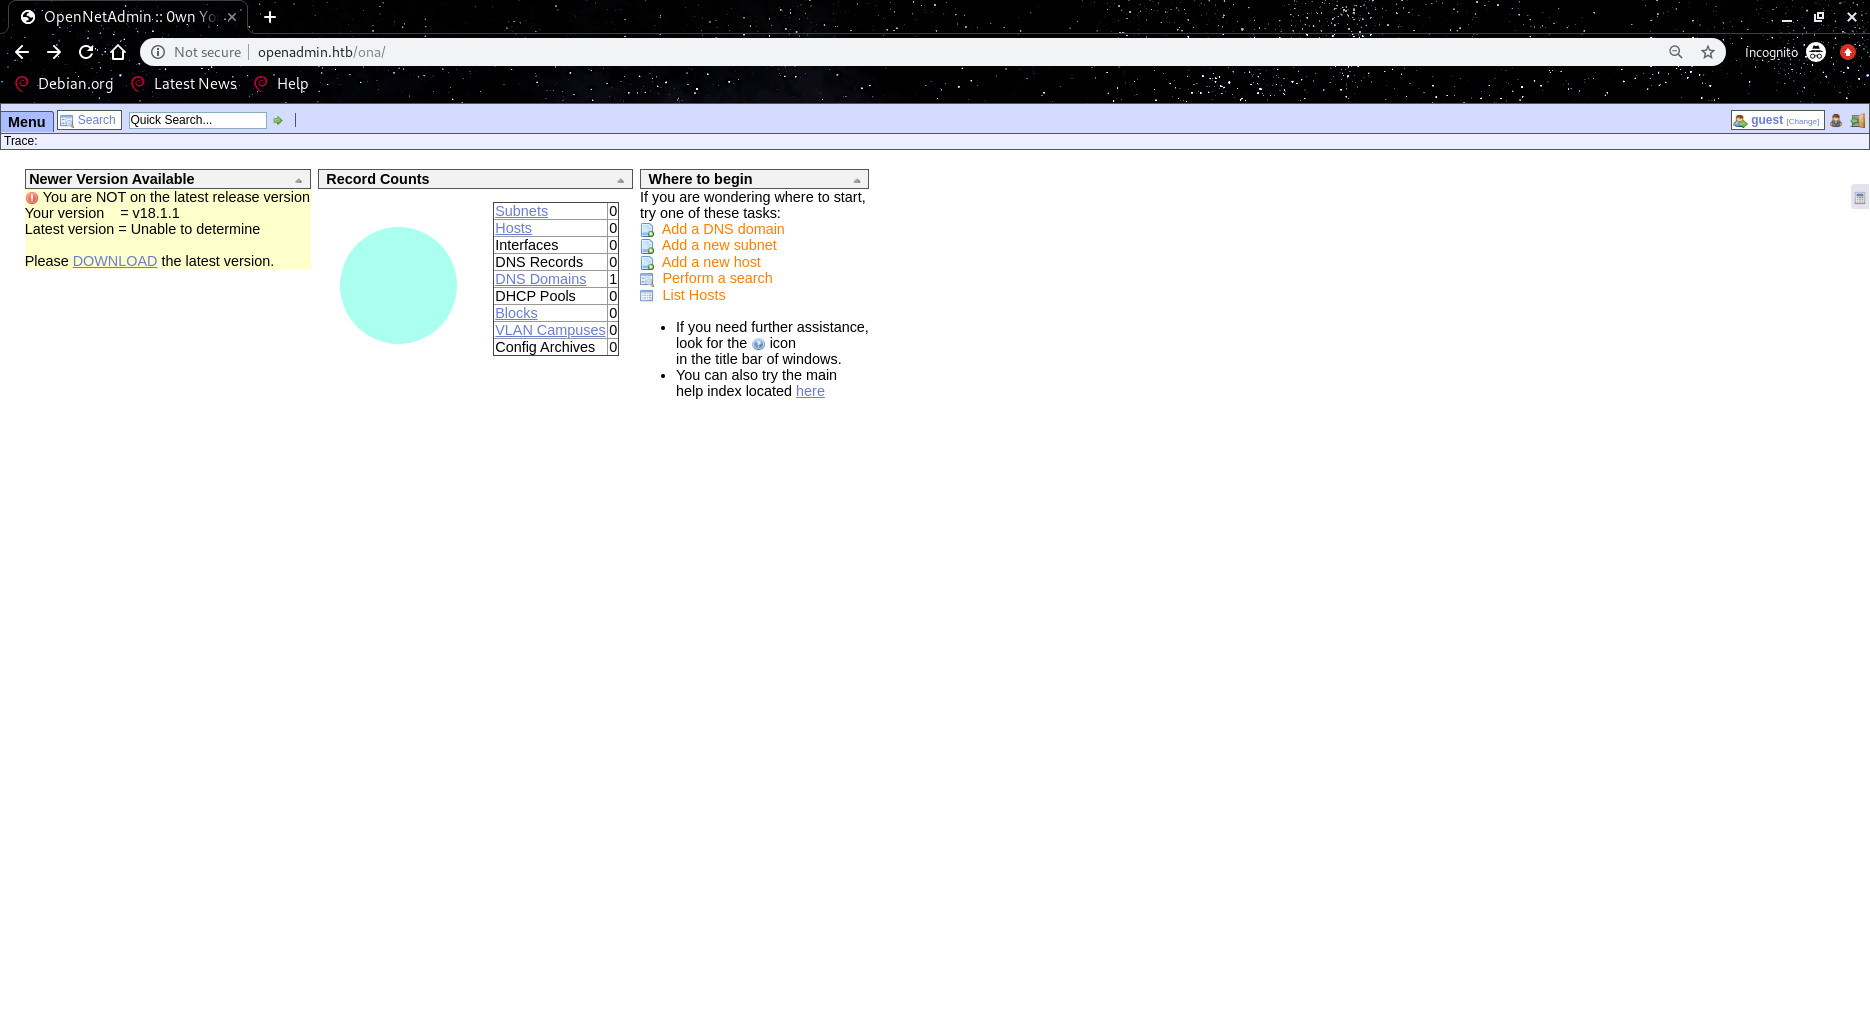 OpenNetAdmin :: 0wn Yo
Not secure openadmin.htb/ona/
Incognito
Debian.org Latest News Help
Menu Search Quick Search... guest [Change]
Trace:
Newer Version Available
You are NOT on the latest release version
Your version = v18.1.1
Latest version = Unable to determine
Please DOWNLOAD the latest version.
Record Counts
Subnets 0
Hosts 0
Interfaces 0
DNS Records 0
DNS Domains 1
DHCP Pools 0
Blocks 0
VLAN Campuses 0
Config Archives 0
Where to begin
If you are wondering where to start,
try one of these tasks:
Add a DNS domain
Add a new subnet
Add a new host
Perform a search
List Hosts
• If you need further assistance,
look for the icon
in the title bar of windows.
• You can also try the main
help index located here